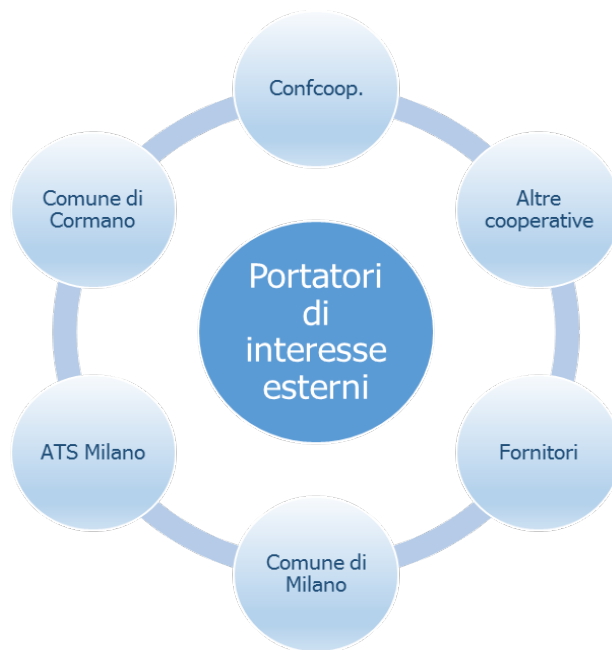 Confcoop.
Comune di
Cormano
Altre
cooperative
Portatori
di
interesse
esterni
ATS Milano
Fornitori
Comune di
Milano